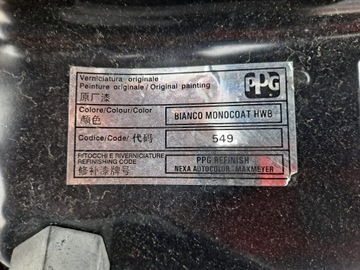 Verniciatura originale
Peinture originale / Original painting
原厂漆
PPG
Colore/Colour/Color
颜色
BIANCO MONOCOAT HWB
Codice/Code/代码
549
RITOCCHI E RIVERNICIATURE
REFINISHING CODE
修补漆牌号
PPG REFINISH
NEXA AUTOCOLOR - MAXMEYER